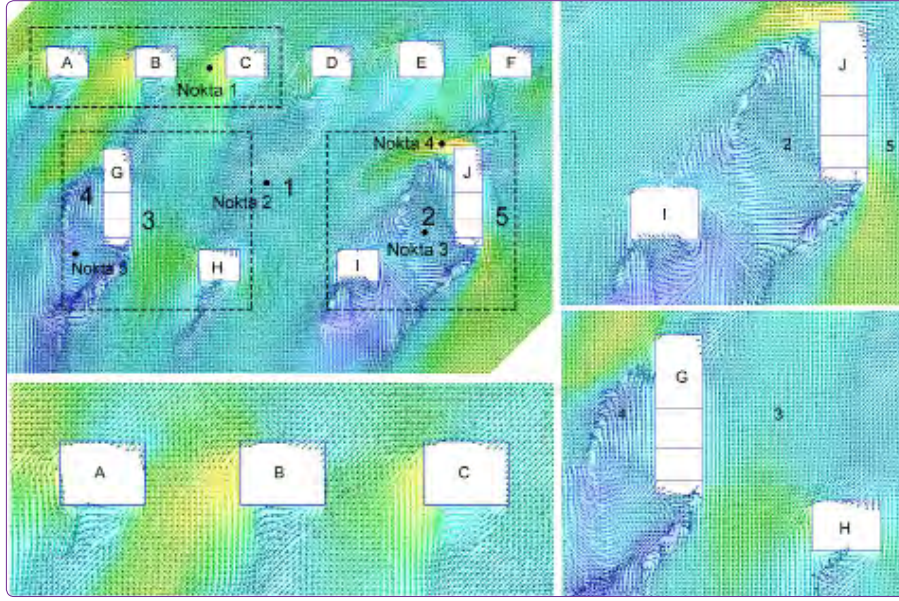 A B C D E F
Nokta 1
Nokta 4
G J
4 1
Nokta 2
3 2 5
Nokta 3
Nokta 5
H I
J
2 5
I
A B C
G
4 3
H